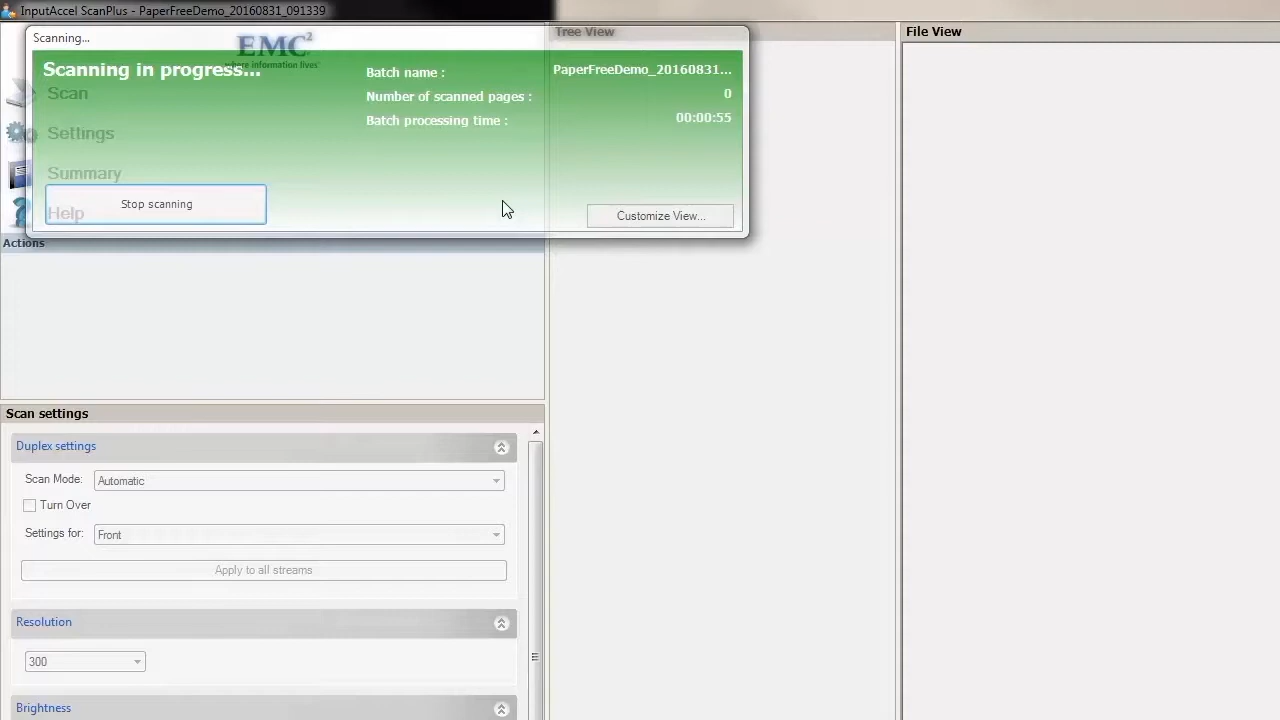 InputAccel ScanPlus - PaperFreeDemo_20160831_091339
Scanning...
EMC²
where information lives®
Scanning in progress...
Batch name :
PaperFreeDemo_20160831...
Number of scanned pages :
0
Batch processing time :
00:00:55
Scan
Settings
Summary
Help
Stop scanning
Customize View...
Tree View
File View
Actions
Scan settings
Duplex settings
Scan Mode:
Automatic
Turn Over
Settings for:
Front
Apply to all streams
Resolution
300
Brightness